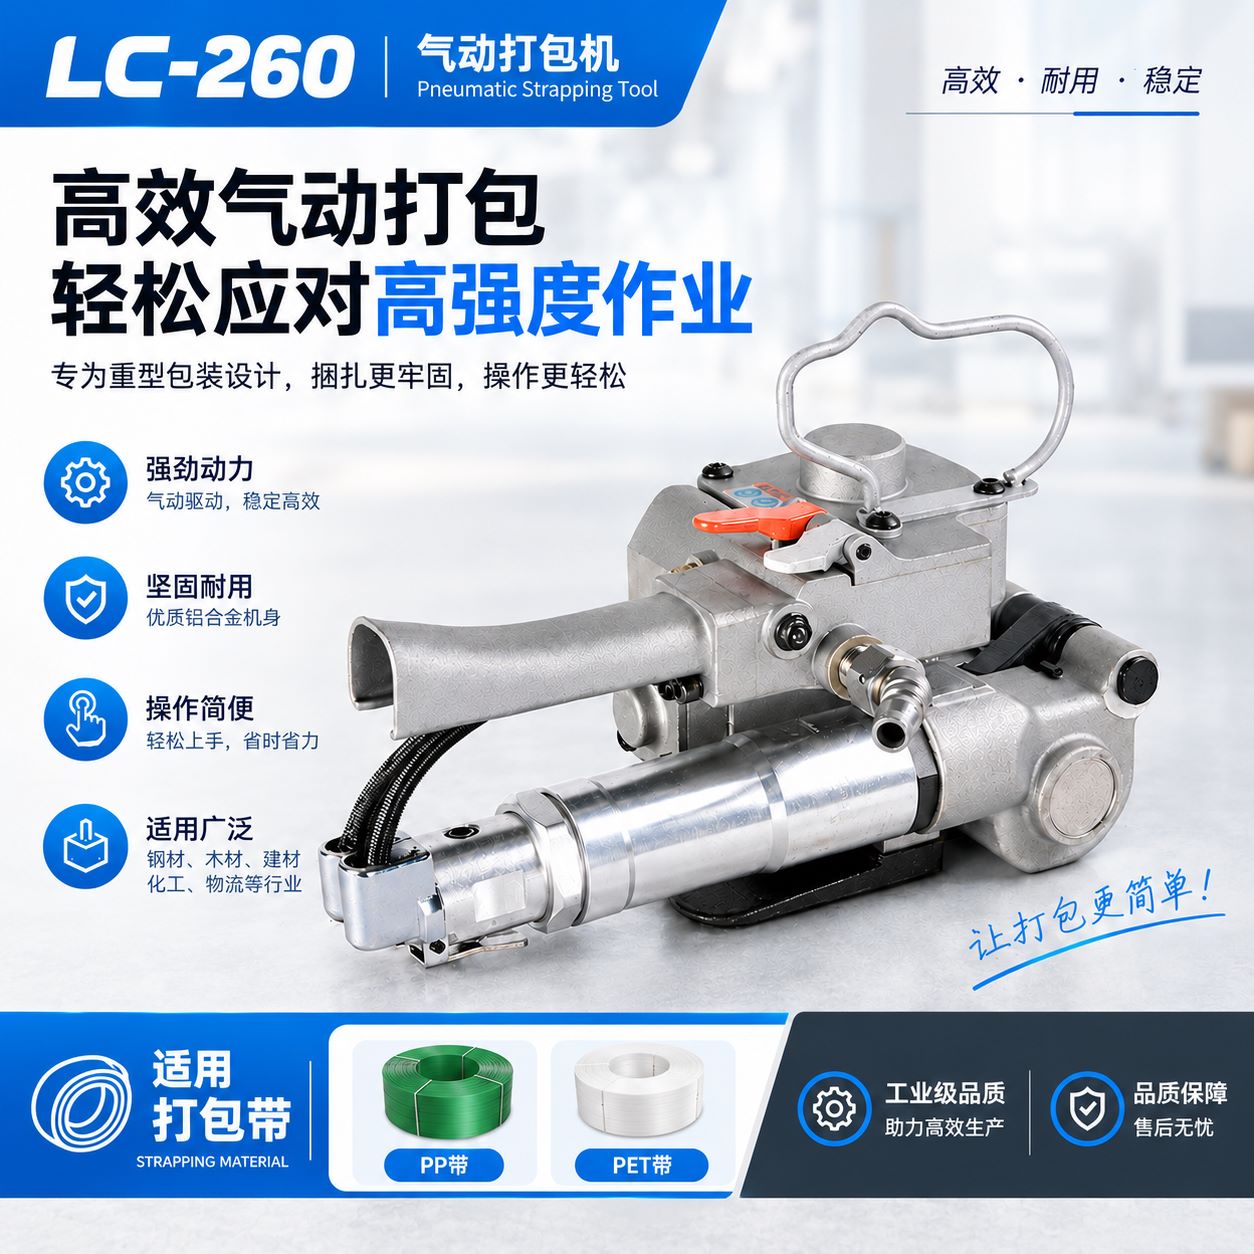 LC-260
气动打包机
Pneumatic Strapping Tool
高效 · 耐用 · 稳定
高效气动打包
轻松应对高强度作业
专为重型包装设计，捆扎更牢固，操作更轻松
强劲动力
气动驱动，稳定高效
坚固耐用
优质铝合金机身
操作简便
轻松上手，省时省力
适用广泛
钢材、木材、建材
化工、物流等行业
让打包更简单！
适用
打包带
STRAPPING MATERIAL
PP带
PET带
工业级品质
助力高效生产
品质保障
售后无忧